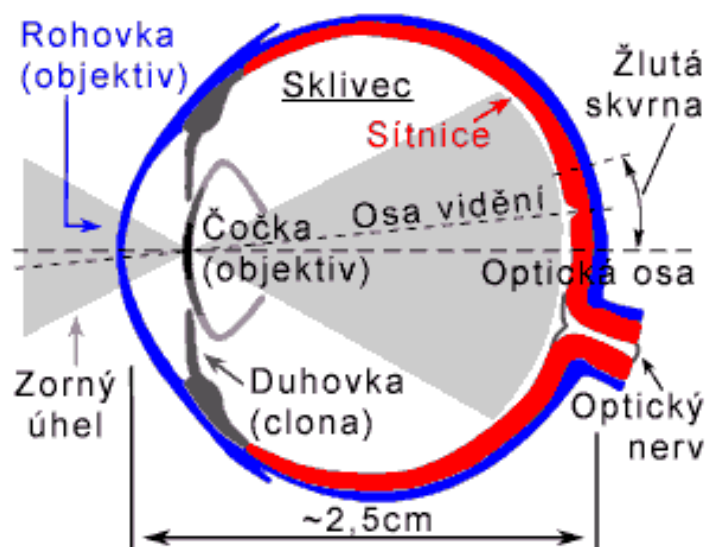 Rohovka
(objektiv)
Sklivec
Žlutá
skvrna
Sítnice
Osa vidění
Čočka
(objektiv)
Optická osa
Zorný
úhel
Duhovka
(clona)
Optický
nerv
~2,5cm